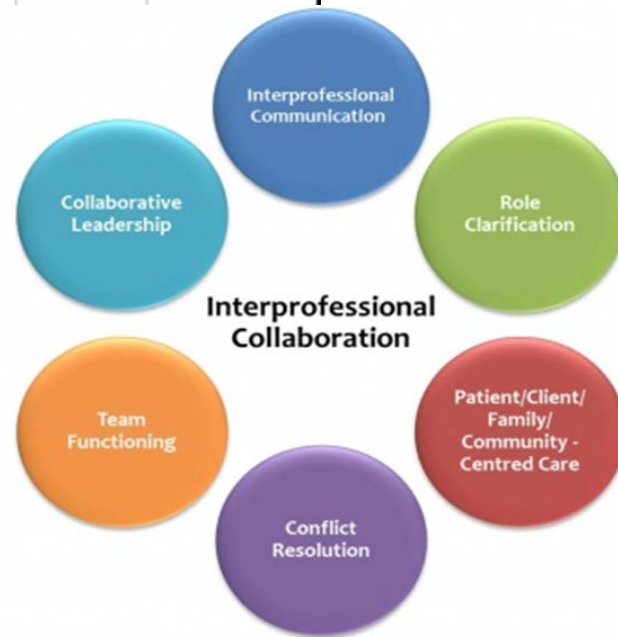 Interprofessional
Communication
Collaborative
Leadership
Role
Clarification
Interprofessional
Collaboration
Team
Functioning
Patient/Client/
Family/
Community -
Centred Care
Conflict
Resolution